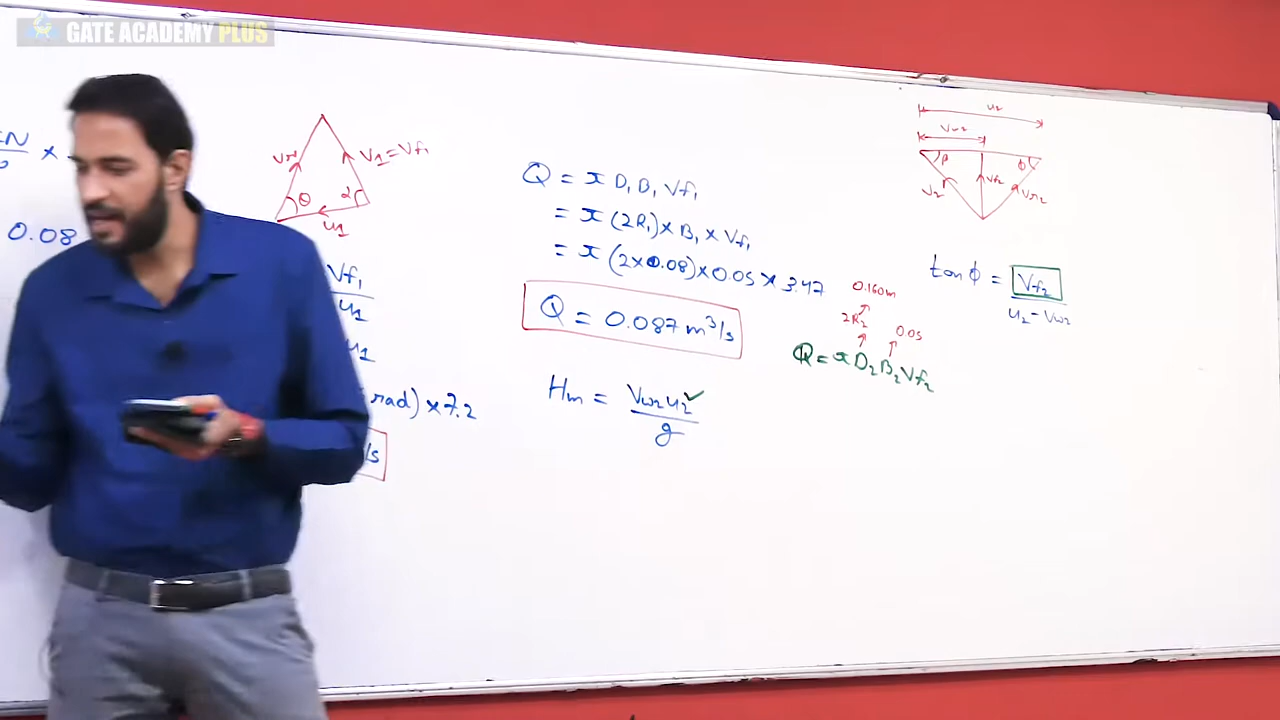 GATE ACADEMY PLUS
0.08
Vr1
V1 = Vf1
θ
α
u1
Vf1
u1
u1
rad) × 7.2
/s
Q = π D1 B1 Vf1
= π (2R1) × B1 × Vf1
= π (2×0.08) × 0.05 × 3.47
Q = 0.087 m³/s
Hm = Vw2 u2 ✓
g
0.160m
2R2
0.05
Q = π D2 B2 Vf2
u2
Vw2
β
Φ
V2
Vf2
Vr2
tan Φ = Vf2
u2 - Vw2